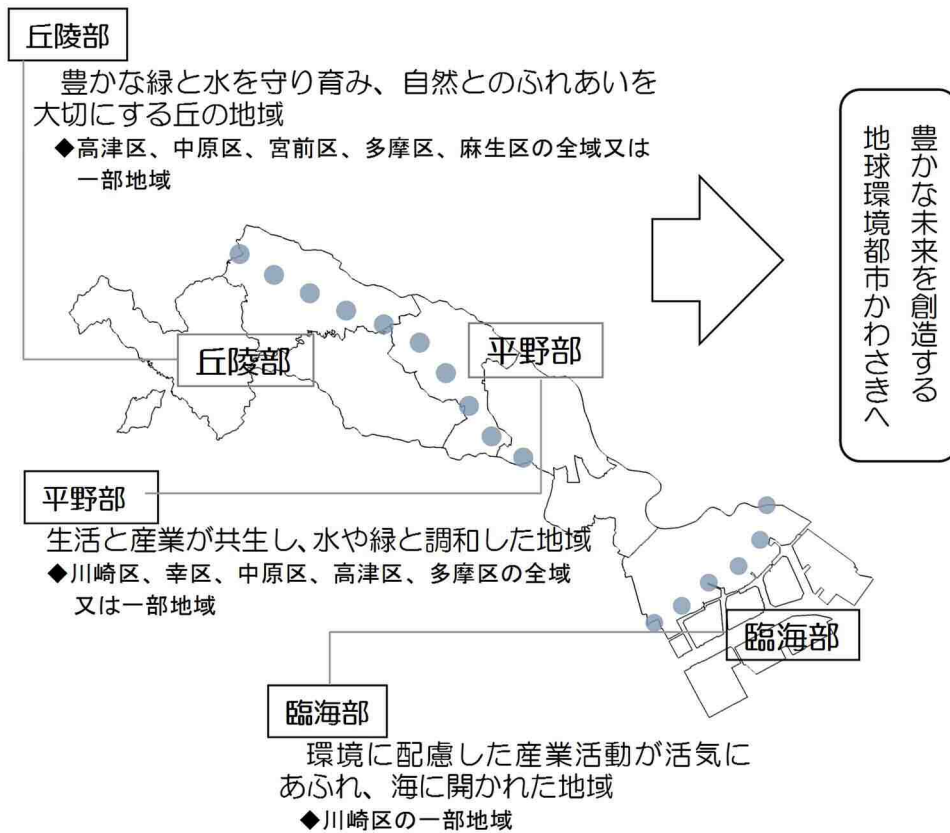 丘陵部
豊かな緑と水を守り育み、自然とのふれあいを
大切にする丘の地域
◆高津区、中原区、宮前区、多摩区、麻生区の全域又は
一部地域
豊かな未来を創造する
地球環境都市かわさきへ
丘陵部
平野部
平野部
生活と産業が共生し、水や緑と調和した地域
◆川崎区、幸区、中原区、高津区、多摩区の全域
又は一部地域
臨海部
臨海部
環境に配慮した産業活動が活気に
あふれ、海に開かれた地域
◆川崎区の一部地域